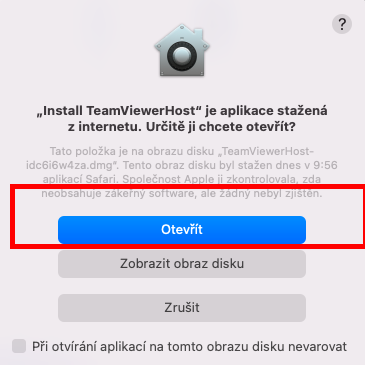 ?
„Install TeamViewerHost“ je aplikace stažená
z internetu. Určitě ji chcete otevřít?
Tato položka je na obrazu disku „TeamViewerHost-
idc6i6w4za.dmg“. Tento obraz disku byl stažen dnes v 9:56
aplikací Safari. Společnost Apple ji zkontrolovala, zda
neobsahuje zákeřný software, ale žádný nebyl zjištěn.
Otevřít
Zobrazit obraz disku
Zrušit
Při otvírání aplikací na tomto obrazu disku nevarovat